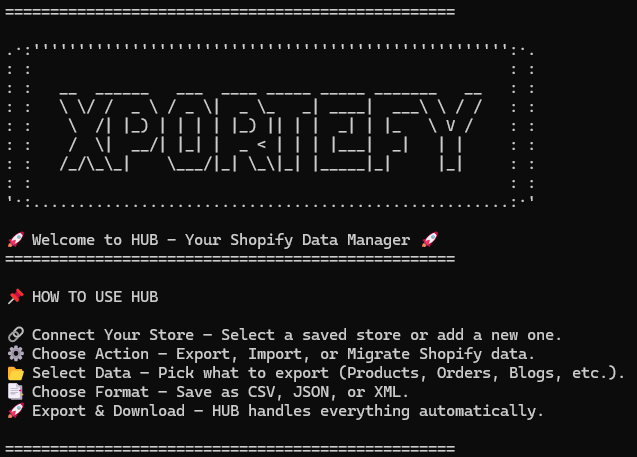 XPORTEFY
🚀 Welcome to HUB – Your Shopify Data Manager 🚀
📌 HOW TO USE HUB
🔗 Connect Your Store – Select a saved store or add a new one.
⚙️ Choose Action – Export, Import, or Migrate Shopify data.
📂 Select Data – Pick what to export (Products, Orders, Blogs, etc.).
📑 Choose Format – Save as CSV, JSON, or XML.
🚀 Export & Download – HUB handles everything automatically.